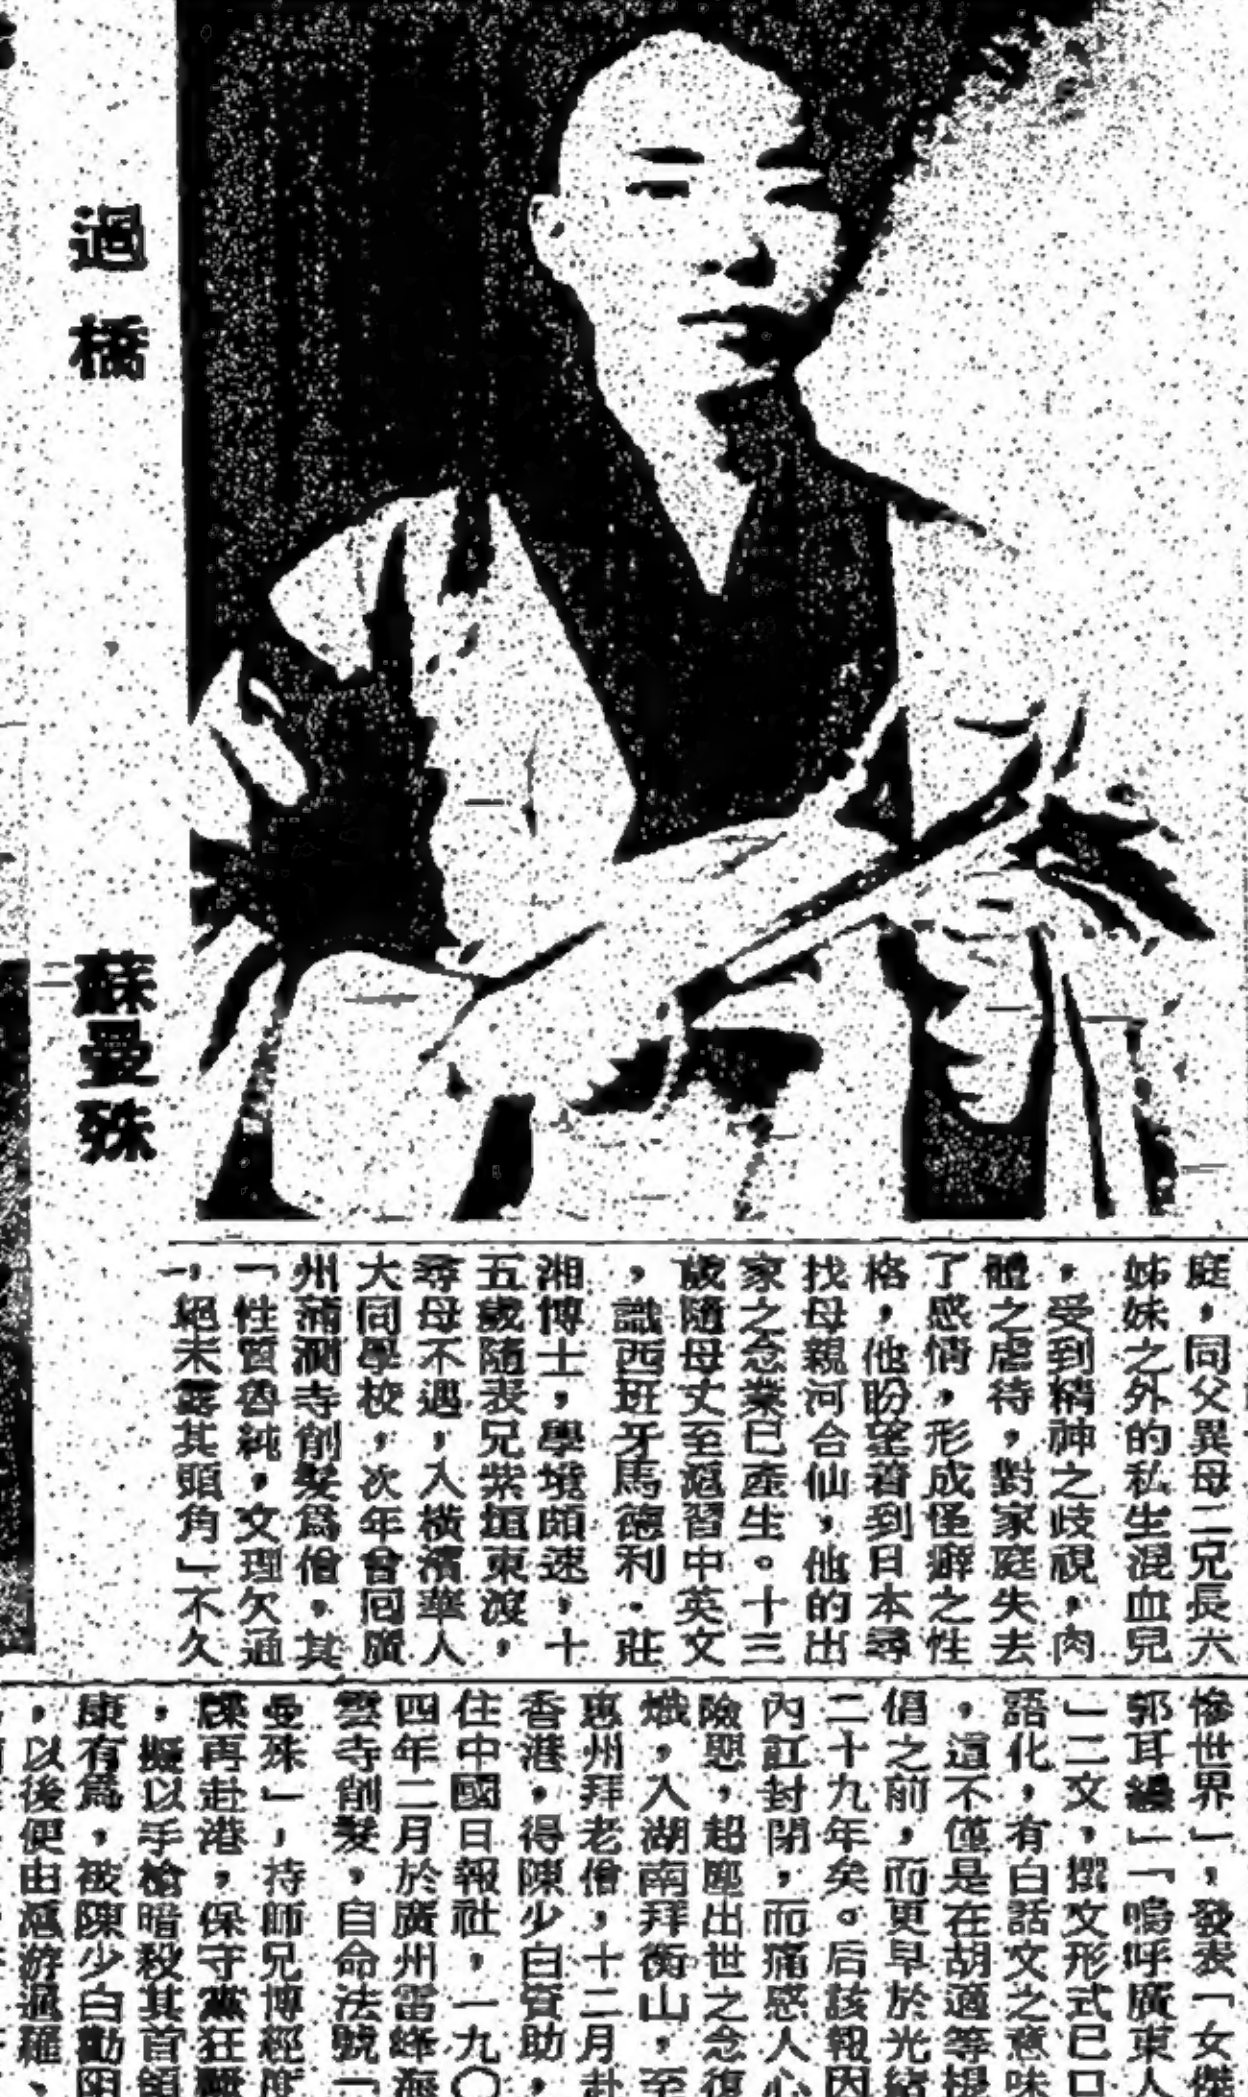 庭，同父異母二兄長六
姊妹之外的私生混血兒
，受到精神之歧視，肉
體之虐待，對家庭失去
了感情，形成怪癖之性
格，他盼望着到日本尋
找母親河合仙，他的出
家之念業已產生。十三
歲隨母丈至滬習中英文
，識西班牙馬德利·莊
湘博士，學境頗速，十
五歲隨表兄紫垣東渡，
尋母不遇，入橫濱華人
大同學校，次年曾回廣
州蒲澗寺削髮爲僧，其
「性質魯純，文理欠通
，絕未露其頭角」不久
過橋
蘇曼殊
慘世界」，發表「女傑
郭耳縵」「嗚呼廣東人
」二文，撰文形式已口
語化，有白話文之意味
，這不僅是在胡適等提
倡之前，而更早於光緒
二十九年矣。后該報因
內訌封閉，而痛感人心
險惡，超塵出世之念復
熾，入湖南拜衡山，至
惠州拜老僧，十二月赴
香港，得陳少白資助，
住中國日報社，一九〇
四年二月於廣州雷峰海
雲寺削髮，自命法號「
曼殊」，持師兄博經度
牒再赴港，保守黨狂
，擬以手槍暗殺其首領
康有爲，被陳少白勸阻
，以後便由滬游暹羅、